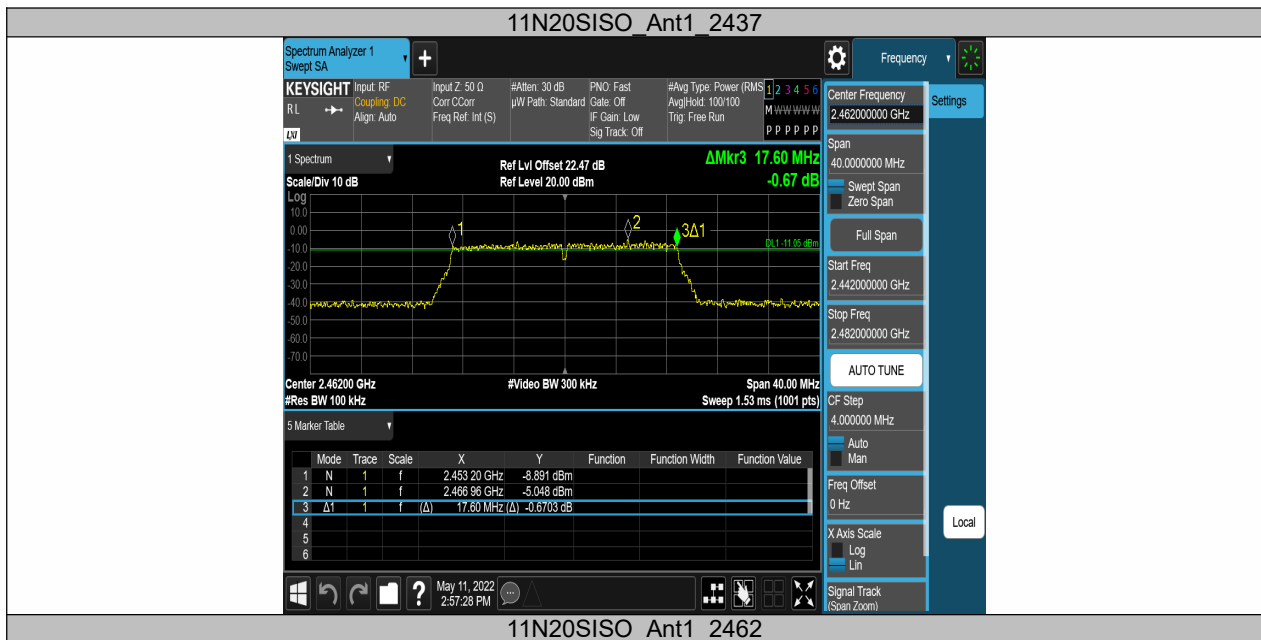 11N20SISO_Ant1_2437
Spectrum Analyzer 1
Swept SA
+
Frequency
KEYSIGHT
RL
LXI
Input: RF
Coupling: DC
Align: Auto
Input Z: 50 Ω
Corr CCorr
Freq Ref: Int (S)
#Atten: 30 dB
µW Path: Standard
PNO: Fast
Gate: Off
IF Gain: Low
Sig Track: Off
#Avg Type: Power (RMS
Avg|Hold: 100/100
Trig: Free Run
1 2 3 4 5 6
M W W W W W
P P P P P P
1 Spectrum
Scale/Div 10 dB
Ref Lvl Offset 22.47 dB
Ref Level 20.00 dBm
ΔMkr3 17.60 MHz
-0.67 dB
Log
10.0
0.00
-10.0
-20.0
-30.0
-40.0
-50.0
-60.0
-70.0
1
2
3Δ1
DL1 -11.05 dBm
Center 2.46200 GHz
#Res BW 100 kHz
#Video BW 300 kHz
Span 40.00 MHz
Sweep 1.53 ms (1001 pts)
5 Marker Table
Mode Trace Scale X Y Function Function Width Function Value
1 N 1 f 2.453 20 GHz -8.891 dBm
2 N 1 f 2.466 96 GHz -5.048 dBm
3 Δ1 1 f (Δ) 17.60 MHz (Δ) -0.6703 dB
4
5
6
?
May 11, 2022
2:57:28 PM
Center Frequency
2.462000000 GHz
Settings
Span
40.0000000 MHz
Swept Span
Zero Span
Full Span
Start Freq
2.442000000 GHz
Stop Freq
2.482000000 GHz
AUTO TUNE
CF Step
4.000000 MHz
Auto
Man
Freq Offset
0 Hz
Local
X Axis Scale
Log
Lin
Signal Track
(Span Zoom)
11N20SISO_Ant1_2462